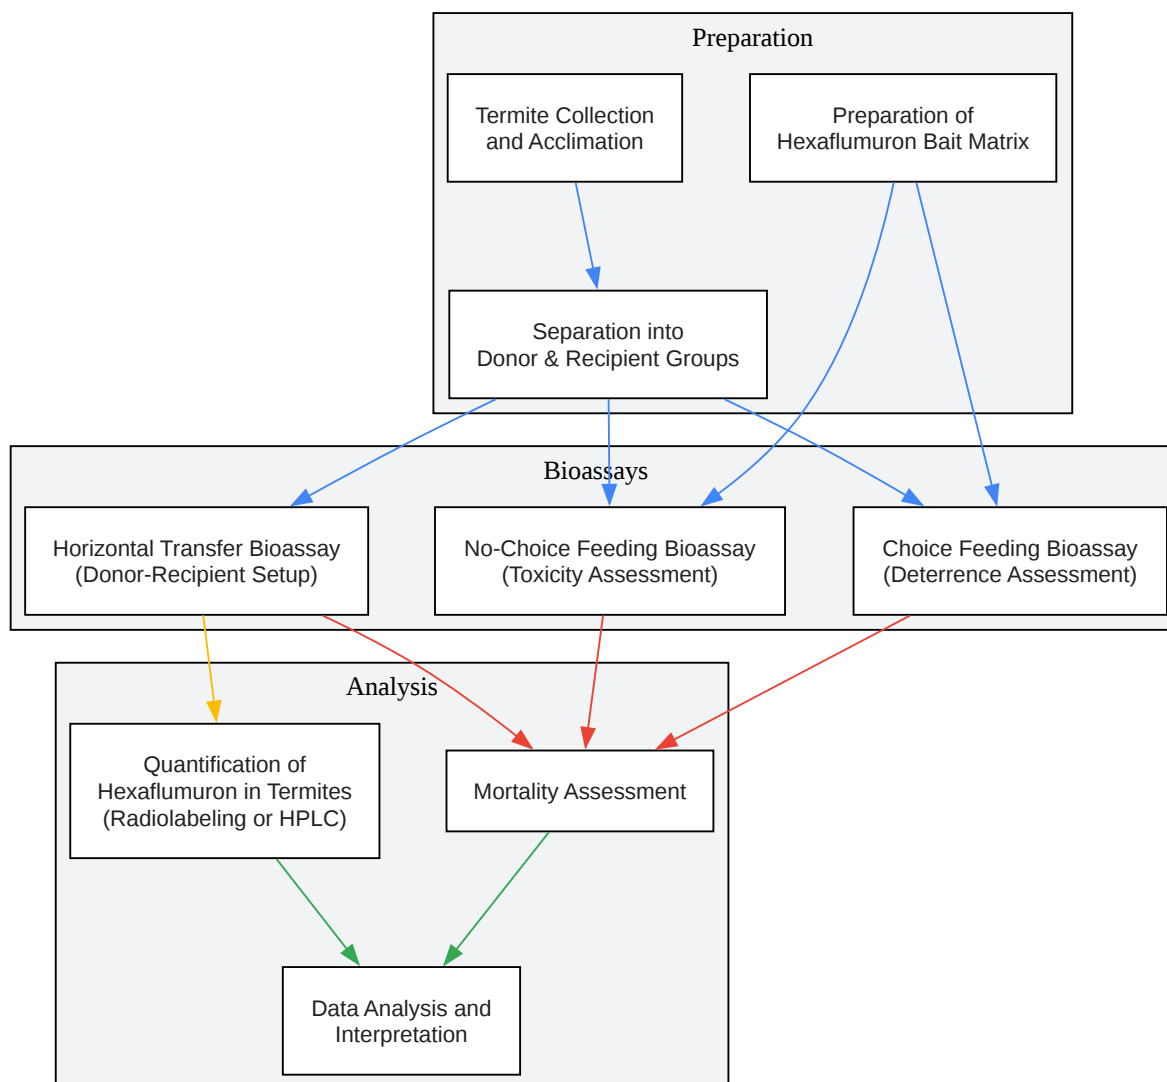 Preparation
Termite Collection
and Acclimation
Preparation of
Hexaflumuron Bait Matrix
Separation into
Donor & Recipient Groups
Bioassays
Horizontal Transfer Bioassay
(Donor-Recipient Setup)
No-Choice Feeding Bioassay
(Toxicity Assessment)
Choice Feeding Bioassay
(Deterrence Assessment)
Analysis
Quantification of
Hexaflumuron in Termites
(Radiolabeling or HPLC)
Mortality Assessment
Data Analysis and
Interpretation